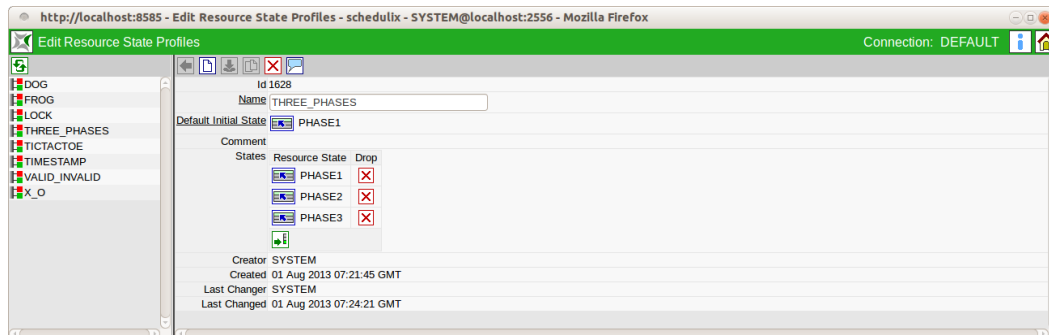 http://localhost:8585 - Edit Resource State Profiles - schedulix - SYSTEM@localhost:2556 - Mozilla Firefox
Edit Resource State Profiles
Connection: DEFAULT
DOG
FROG
LOCK
THREE_PHASES
TICTACTOE
TIMESTAMP
VALID_INVALID
X_O
Id 1628
Name THREE_PHASES
Default Initial State PHASE1
Comment
States Resource State Drop
PHASE1
PHASE2
PHASE3
Creator SYSTEM
Created 01 Aug 2013 07:21:45 GMT
Last Changer SYSTEM
Last Changed 01 Aug 2013 07:24:21 GMT